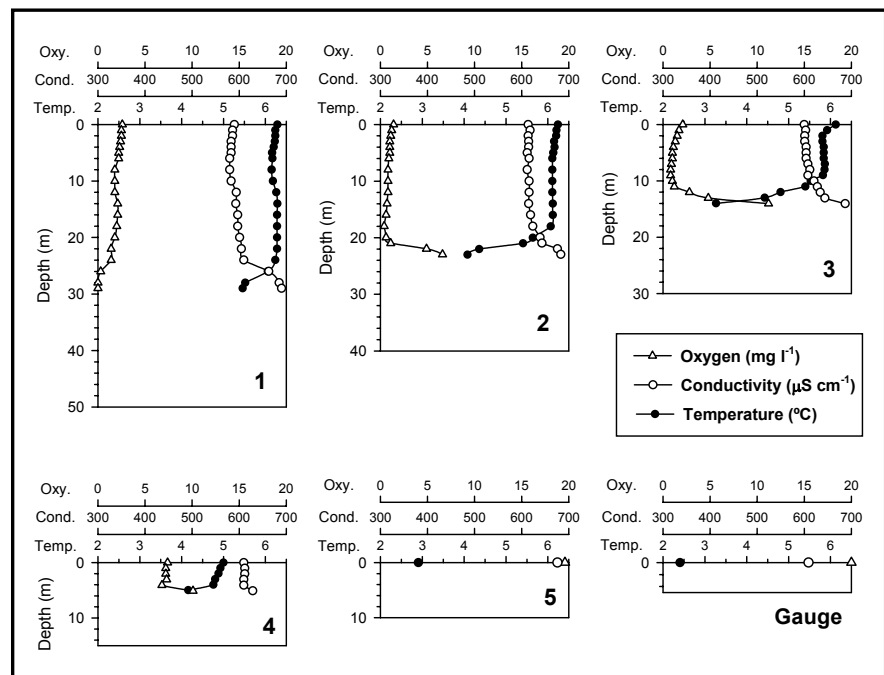 Oxy. 0 5 10 15 20
Cond. 300 400 500 600 700
Temp. 2 3 4 5 6
0
10
20
30
40
50
Depth (m)
1
Oxy. 0 5 10 15 20
Cond. 300 400 500 600 700
Temp. 2 3 4 5 6
0
10
20
30
40
Depth (m)
2
Oxy. 0 5 10 15 20
Cond. 300 400 500 600 700
Temp. 2 3 4 5 6
0
10
20
30
Depth (m)
3
Oxygen (mg l⁻¹)
Conductivity (µS cm⁻¹)
Temperature (ºC)
Oxy. 0 5 10 15 20
Cond. 300 400 500 600 700
Temp. 2 3 4 5 6
0
10
Depth (m)
4
Oxy. 0 5 10 15 20
Cond. 300 400 500 600 700
Temp. 2 3 4 5 6
0
10
Depth (m)
5
Oxy. 0 5 10 15 20
Cond. 300 400 500 600 700
Temp. 2 3 4 5 6
0
Gauge